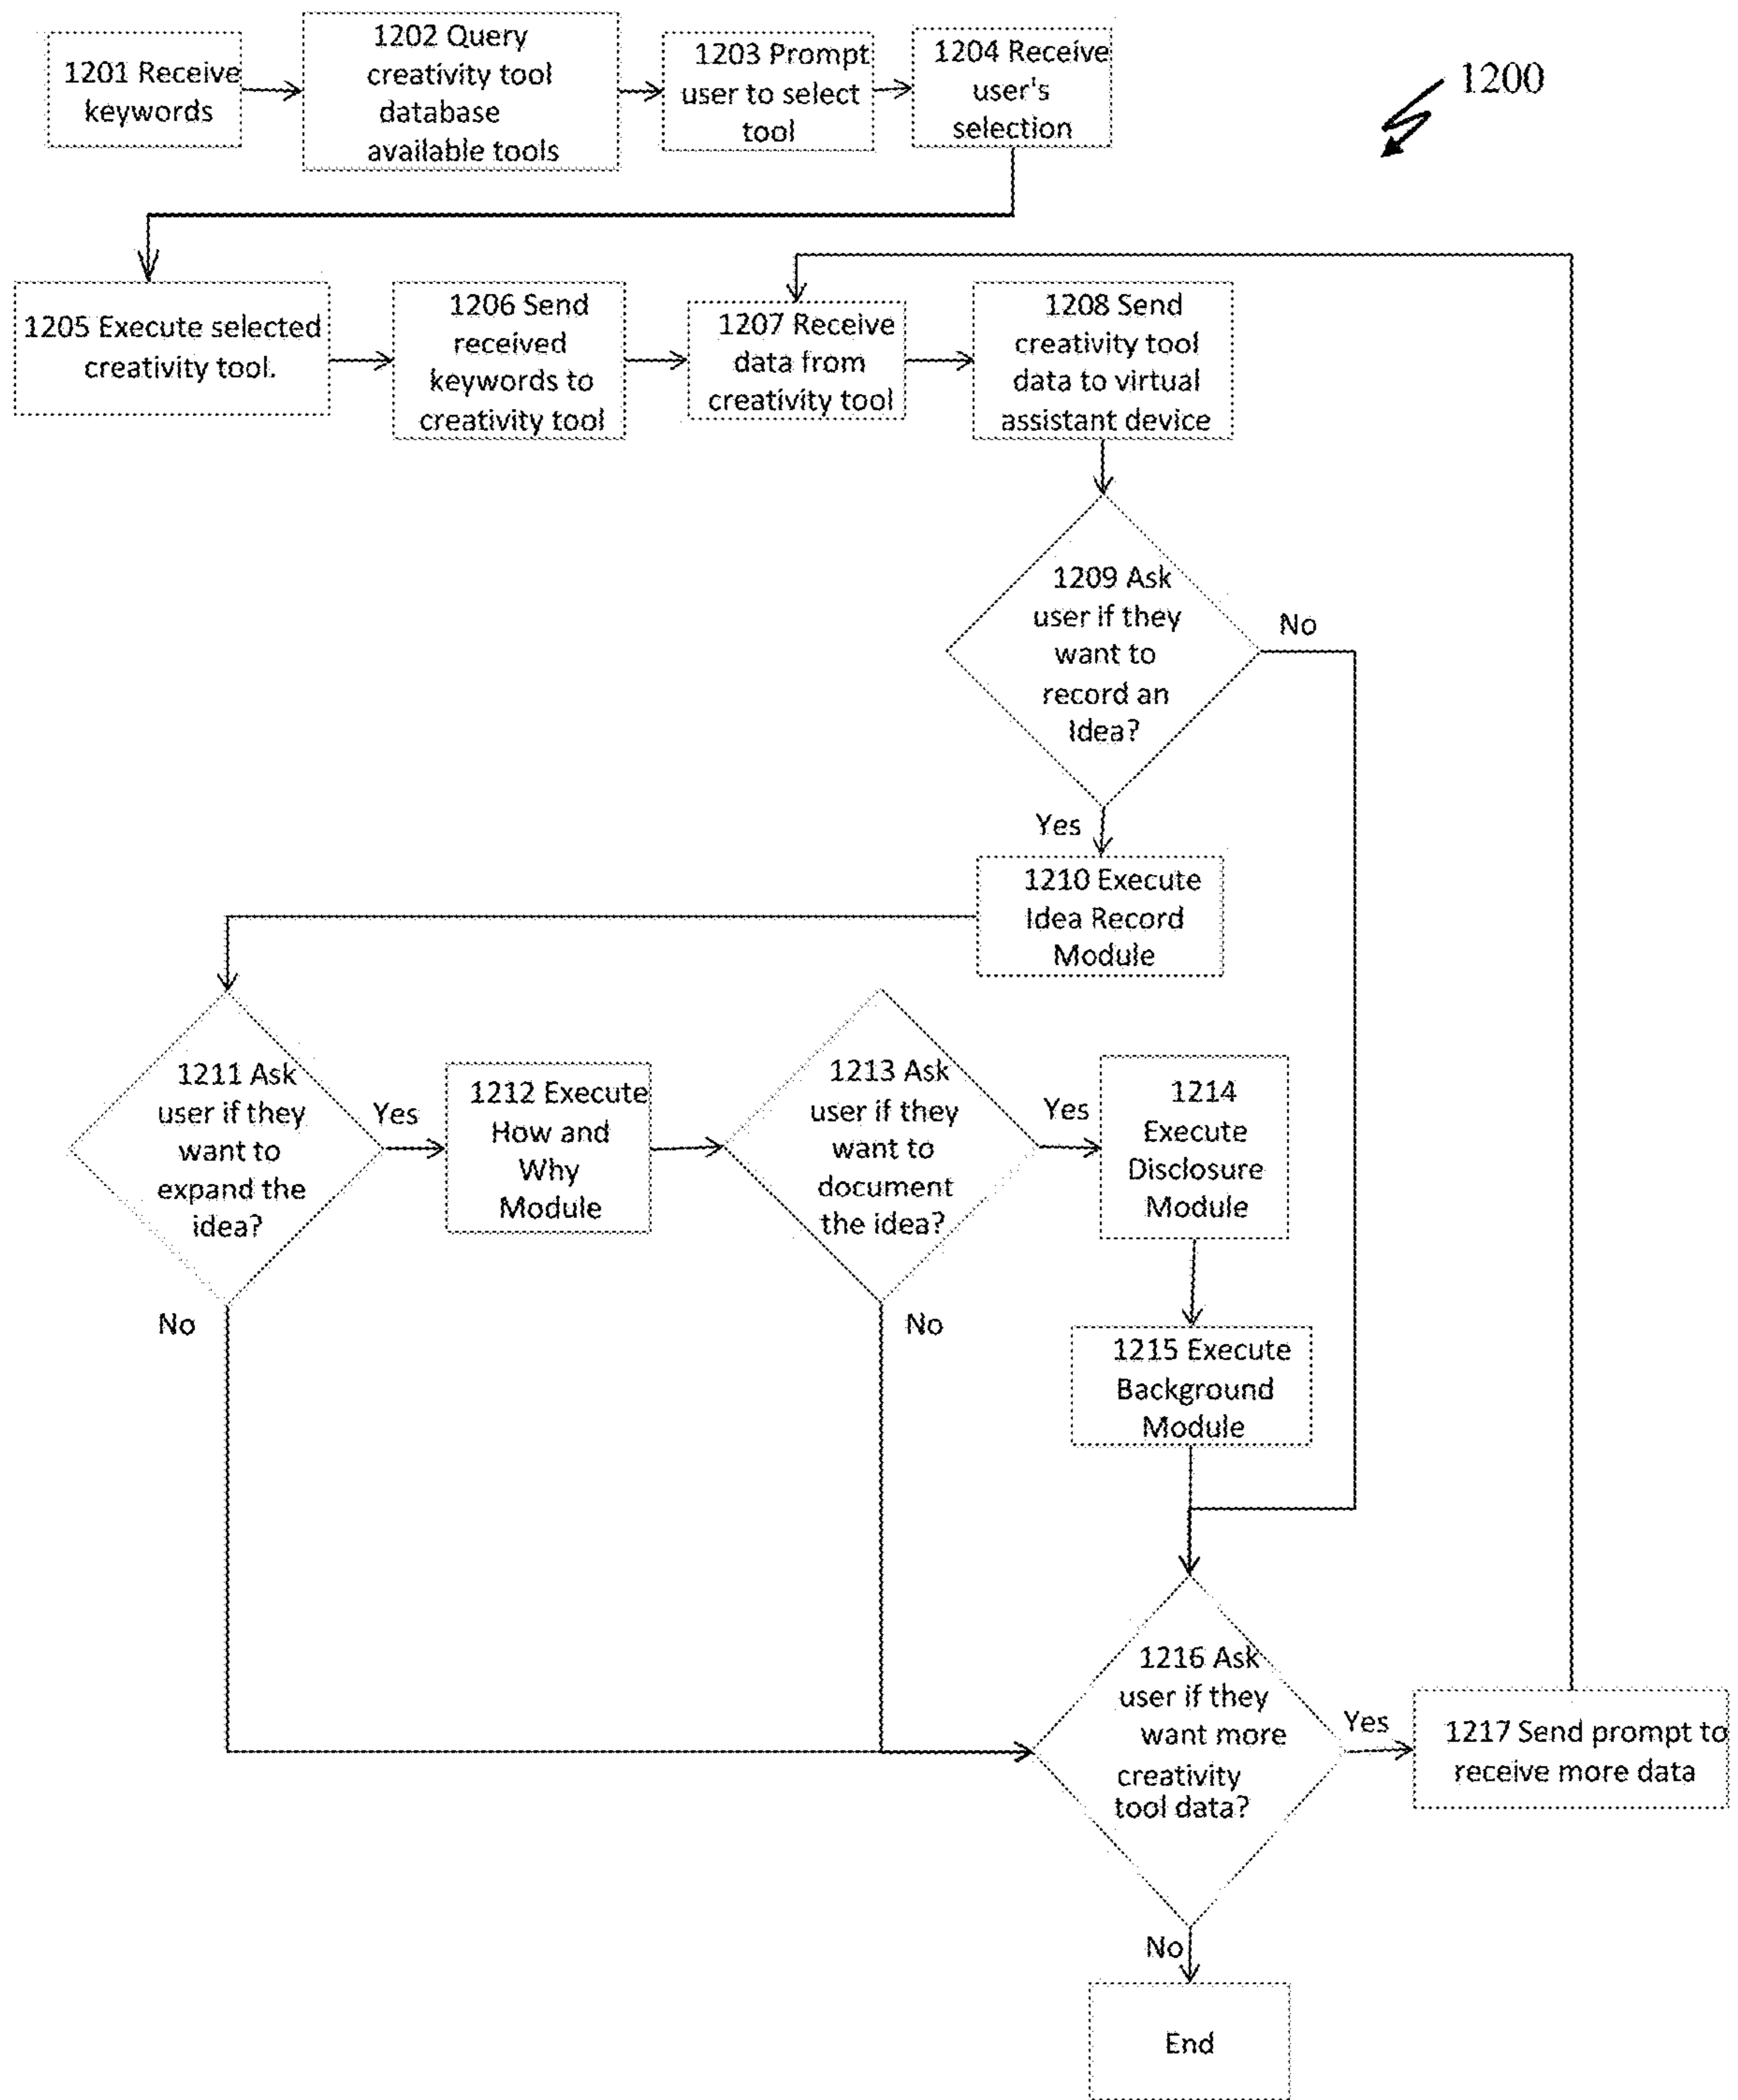 1201 Receive
keywords
1202 Query
creativity tool
database
available tools
1203 Prompt
user to select
tool
1204 Receive
user's
selection
1200
1205 Execute selected
creativity tool.
1206 Send
received
keywords to
creativity tool
1207 Receive
data from
creativity tool
1208 Send
creativity tool
data to virtual
assistant device
1209 Ask
user if they
want to
record an
Idea?
No
Yes
1210 Execute
Idea Record
Module
1211 Ask
user if they
want to
expand the
idea?
Yes
No
1212 Execute
How and
Why
Module
1213 Ask
user if they
want to
document
the idea?
Yes
No
1214
Execute
Disclosure
Module
1215 Execute
Background
Module
1216 Ask
user if they
want more
creativity
tool data?
Yes
1217 Send prompt to
receive more data
No
End